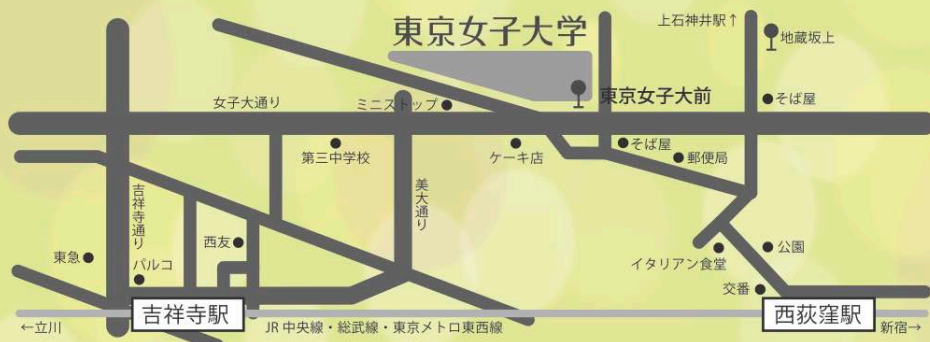 東京女子大学
上石神井駅↑
地蔵坂上
女子大通り
ミニストップ
東京女子大前
そば屋
第三中学校
ケーキ店
そば屋
郵便局
吉祥寺通り
美大通り
西友
東急
パルコ
イタリアン食堂
公園
交番
吉祥寺駅
西荻窪駅
←立川
JR 中央線・総武線・東京メトロ東西線
新宿→